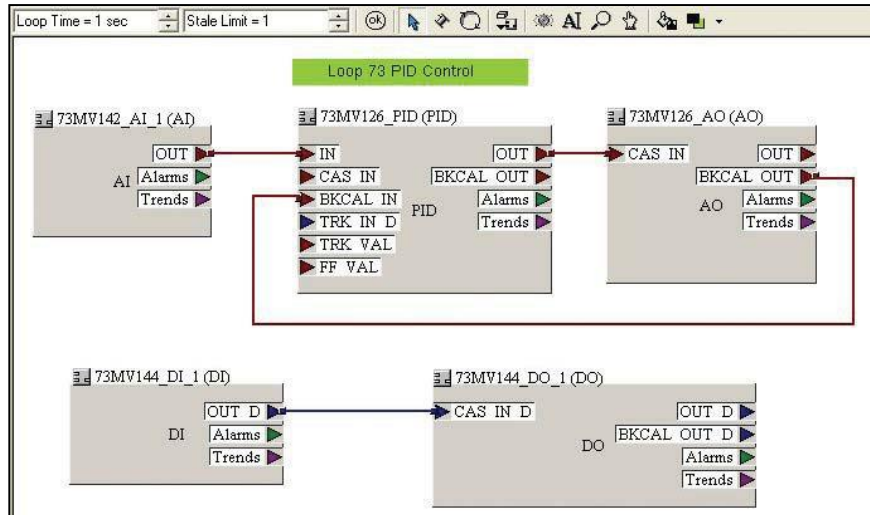 Loop Time = 1 sec Stale Limit = 1 ok AI
Loop 73 PID Control
73MV142_AI_1 (AI)
OUT
Alarms
Trends
AI
73MV126_PID (PID)
IN
CAS IN
BKCAL IN
TRK IN D
TRK VAL
FF VAL
PID
OUT
BKCAL OUT
Alarms
Trends
73MV126_AO (AO)
CAS IN
OUT
BKCAL OUT
Alarms
Trends
AO
73MV144_DI_1 (DI)
OUT D
Alarms
Trends
DI
73MV144_DO_1 (DO)
CAS IN D
OUT D
BKCAL OUT D
Alarms
Trends
DO